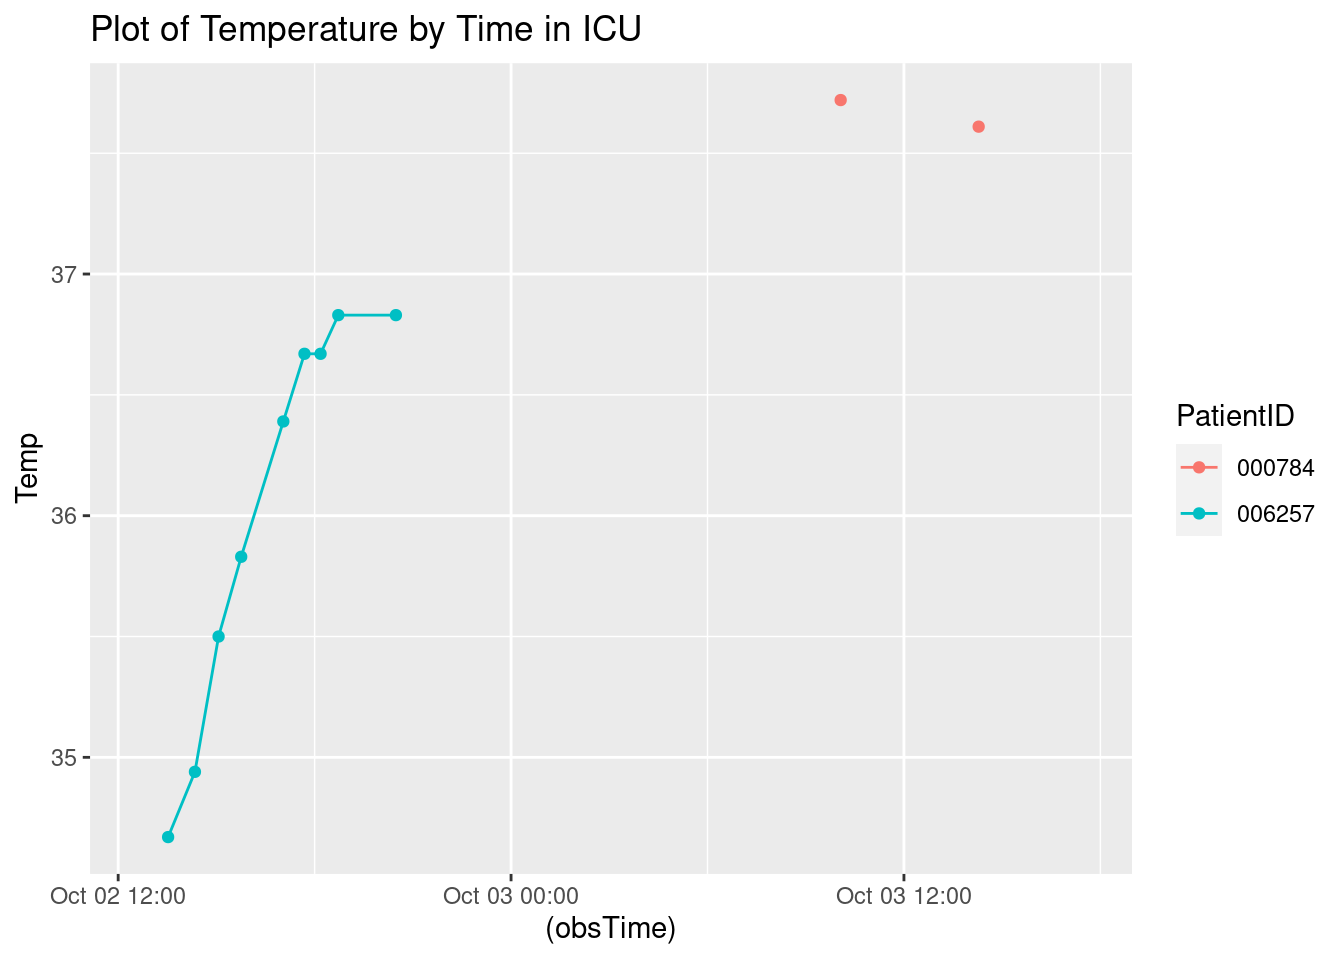 Plot of Temperature by Time in ICU
Temp
37
36
35
Oct 02 12:00
Oct 03 00:00
Oct 03 12:00
(obsTime)
PatientID
000784
006257